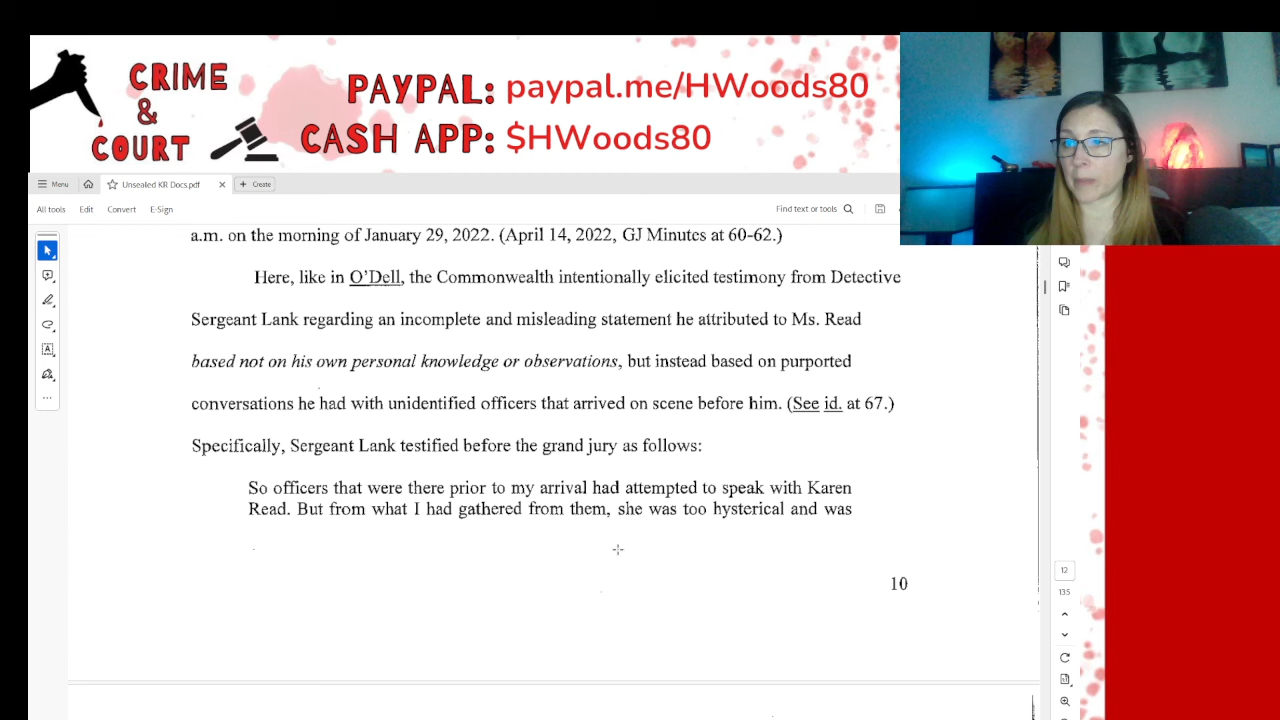 CRIME
&
COURT
PAYPAL: paypal.me/HWoods80
CASH APP: $HWoods80
Menu
Unsealed KR Docs.pdf
Create
All tools Edit Convert E-Sign
Find text or tools
a.m. on the morning of January 29, 2022. (April 14, 2022, GJ Minutes at 60-62.)
Here, like in O'Dell, the Commonwealth intentionally elicited testimony from Detective
Sergeant Lank regarding an incomplete and misleading statement he attributed to Ms. Read
based not on his own personal knowledge or observations, but instead based on purported
conversations he had with unidentified officers that arrived on scene before him. (See id. at 67.)
Specifically, Sergeant Lank testified before the grand jury as follows:
So officers that were there prior to my arrival had attempted to speak with Karen
Read. But from what I had gathered from them, she was too hysterical and was
10
12
135